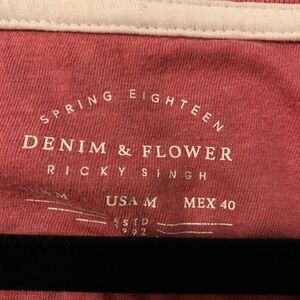 SPRING EIGHTEEN
DENIM & FLOWER
RICKY SINGH
M USA M MEX 40